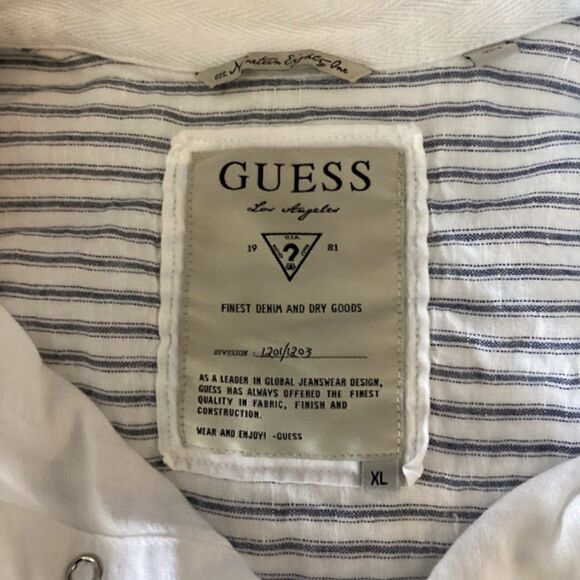 est. Nineteen Eighty One
GUESS
Los Angeles
U.S.A.
19 ? 81
FINEST DENIM AND DRY GOODS
DIVISION : 1201/1203
AS A LEADER IN GLOBAL JEANSWEAR DESIGN,
GUESS HAS ALWAYS OFFERED THE FINEST
QUALITY IN FABRIC, FINISH AND
CONSTRUCTION.
WEAR AND ENJOY! -GUESS
XL